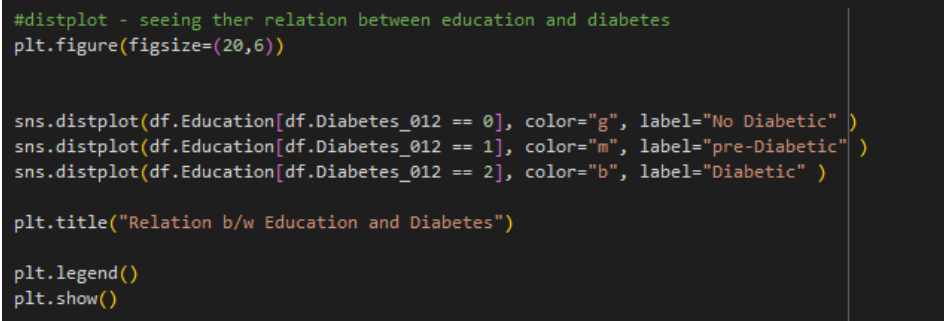 #distplot - seeing ther relation between education and diabetes
plt.figure(figsize=(20,6))
sns.distplot(df.Education[df.Diabetes_012 == 0], color="g", label="No Diabetic" )
sns.distplot(df.Education[df.Diabetes_012 == 1], color="m", label="pre-Diabetic" )
sns.distplot(df.Education[df.Diabetes_012 == 2], color="b", label="Diabetic" )
plt.title("Relation b/w Education and Diabetes")
plt.legend()
plt.show()